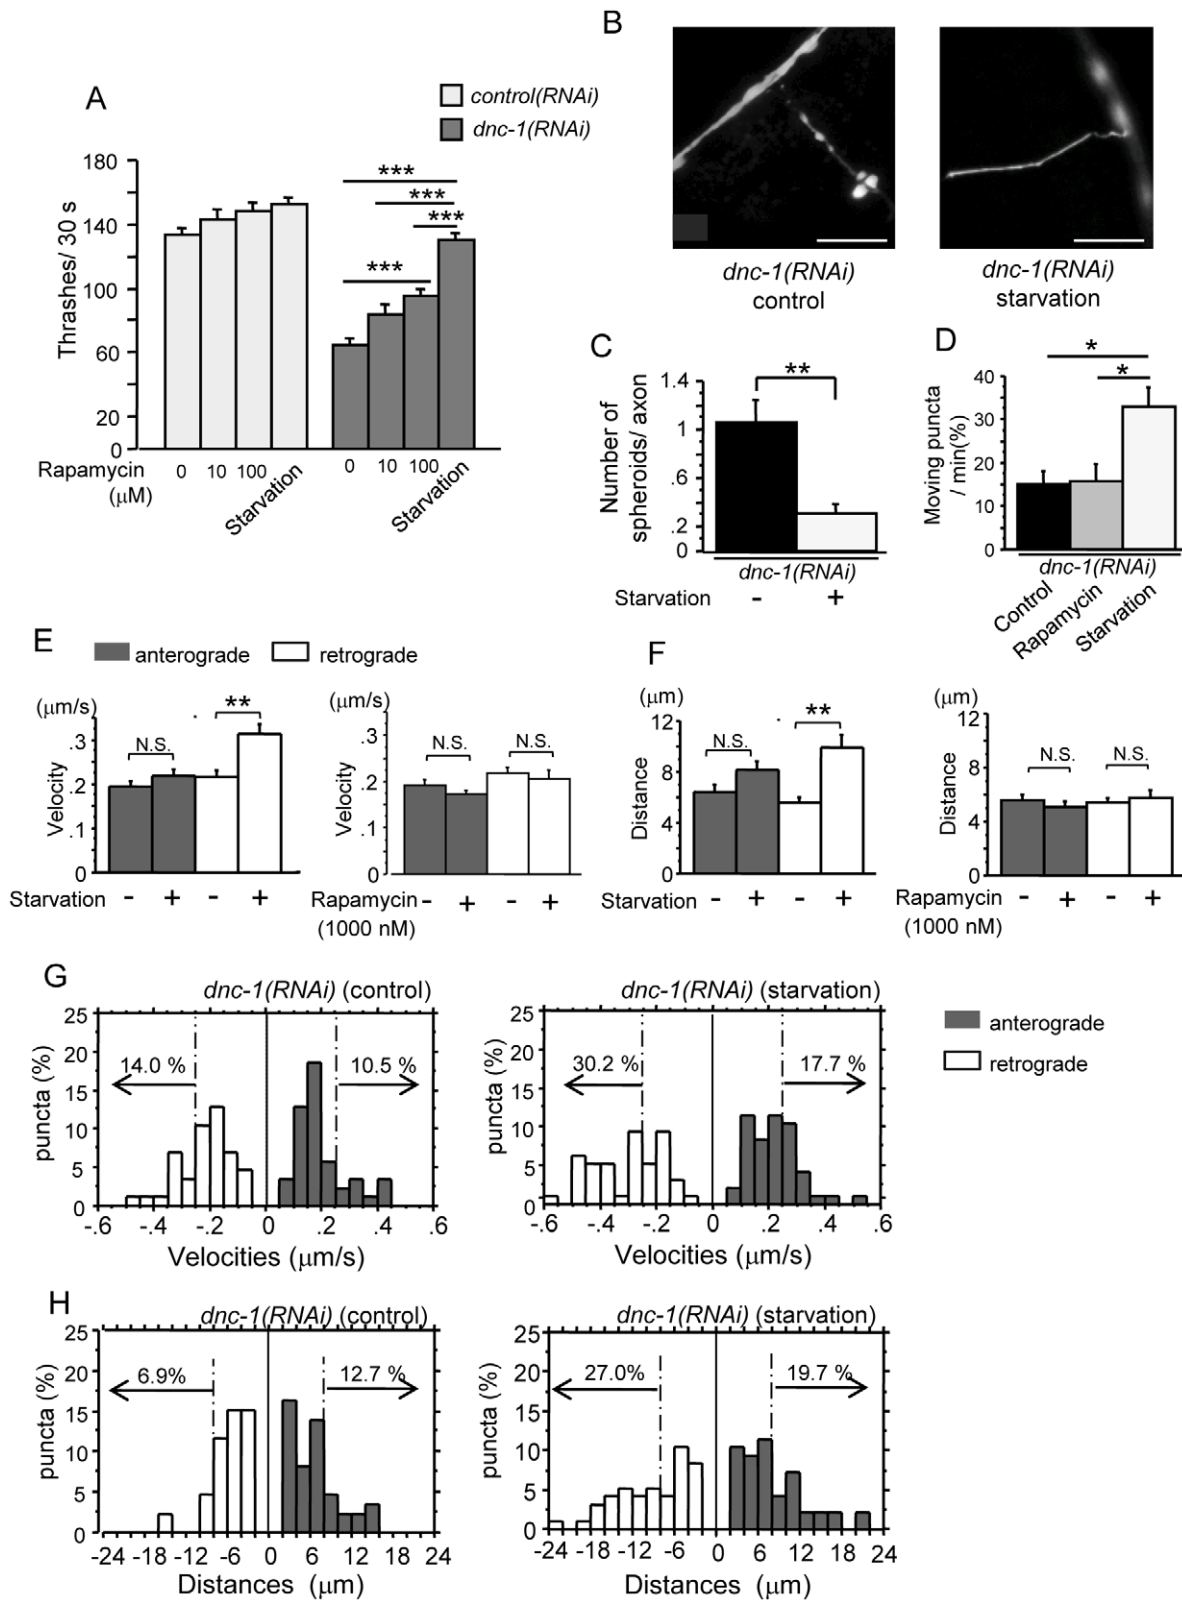 A
control(RNAi)
dnc-1(RNAi)
Thrashes/ 30 s
180
140
100
60
20
0
***
***
***
***
Rapamycin
(μM)
0
10
100
Starvation
0
10
100
Starvation
B
dnc-1(RNAi)
control
dnc-1(RNAi)
starvation
C
Number of
spheroids/ axon
1.4
1
.6
.2
0
**
dnc-1(RNAi)
Starvation
-
+
D
Moving puncta
/ min(%)
40
30
20
10
0
*
*
dnc-1(RNAi)
Control
Rapamycin
Starvation
E
anterograde
retrograde
(μm/s)
Velocity
.3
.2
.1
0
N.S.
**
Starvation
- + - +
(μm/s)
Velocity
.3
.2
.1
0
N.S.
N.S.
Rapamycin
(1000 nM)
- + - +
F
(μm)
Distance
12
8
4
0
N.S.
**
Starvation
- + - +
(μm)
Distance
12
8
4
0
N.S.
N.S.
Rapamycin
(1000 nM)
- + - +
G
dnc-1(RNAi) (control)
puncta (%)
25
20
15
10
5
0
14.0 %
10.5 %
-.6 -.4 -.2 0 .2 .4 .6
Velocities (μm/s)
dnc-1(RNAi) (starvation)
puncta (%)
25
20
15
10
5
0
30.2 %
17.7 %
-.6 -.4 -.2 0 .2 .4 .6
Velocities (μm/s)
anterograde
retrograde
H
dnc-1(RNAi) (control)
puncta (%)
25
20
15
10
5
0
6.9%
12.7 %
-24 -18 -12 -6 0 6 12 18 24
Distances (μm)
dnc-1(RNAi) (starvation)
puncta (%)
25
20
15
10
5
0
27.0%
19.7 %
-24 -18 -12 -6 0 6 12 18 24
Distances (μm)